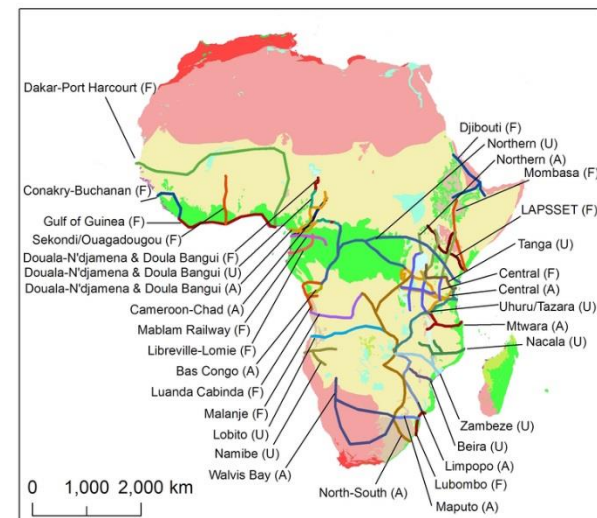 Dakar-Port Harcourt (F)
Conakry-Buchanan (F)
Gulf of Guinea (F)
Sekondi/Ouagadougou (F)
Douala-N'djamena & Doula Bangui (F)
Douala-N'djamena & Doula Bangui (U)
Douala-N'djamena & Doula Bangui (A)
Cameroon-Chad (A)
Mablam Railway (F)
Libreville-Lomie (F)
Bas Congo (A)
Luanda Cabinda (F)
Malanje (F)
Lobito (U)
Namibe (U)
Walvis Bay (A)
North-South (A)
Djibouti (F)
Northern (U)
Northern (A)
Mombasa (F)
LAPSSET (F)
Tanga (U)
Central (F)
Central (A)
Uhuru/Tazara (U)
Mtwara (A)
Nacala (U)
Zambeze (U)
Beira (U)
Limpopo (A)
Lubombo (F)
Maputo (A)
0 1,000 2,000 km